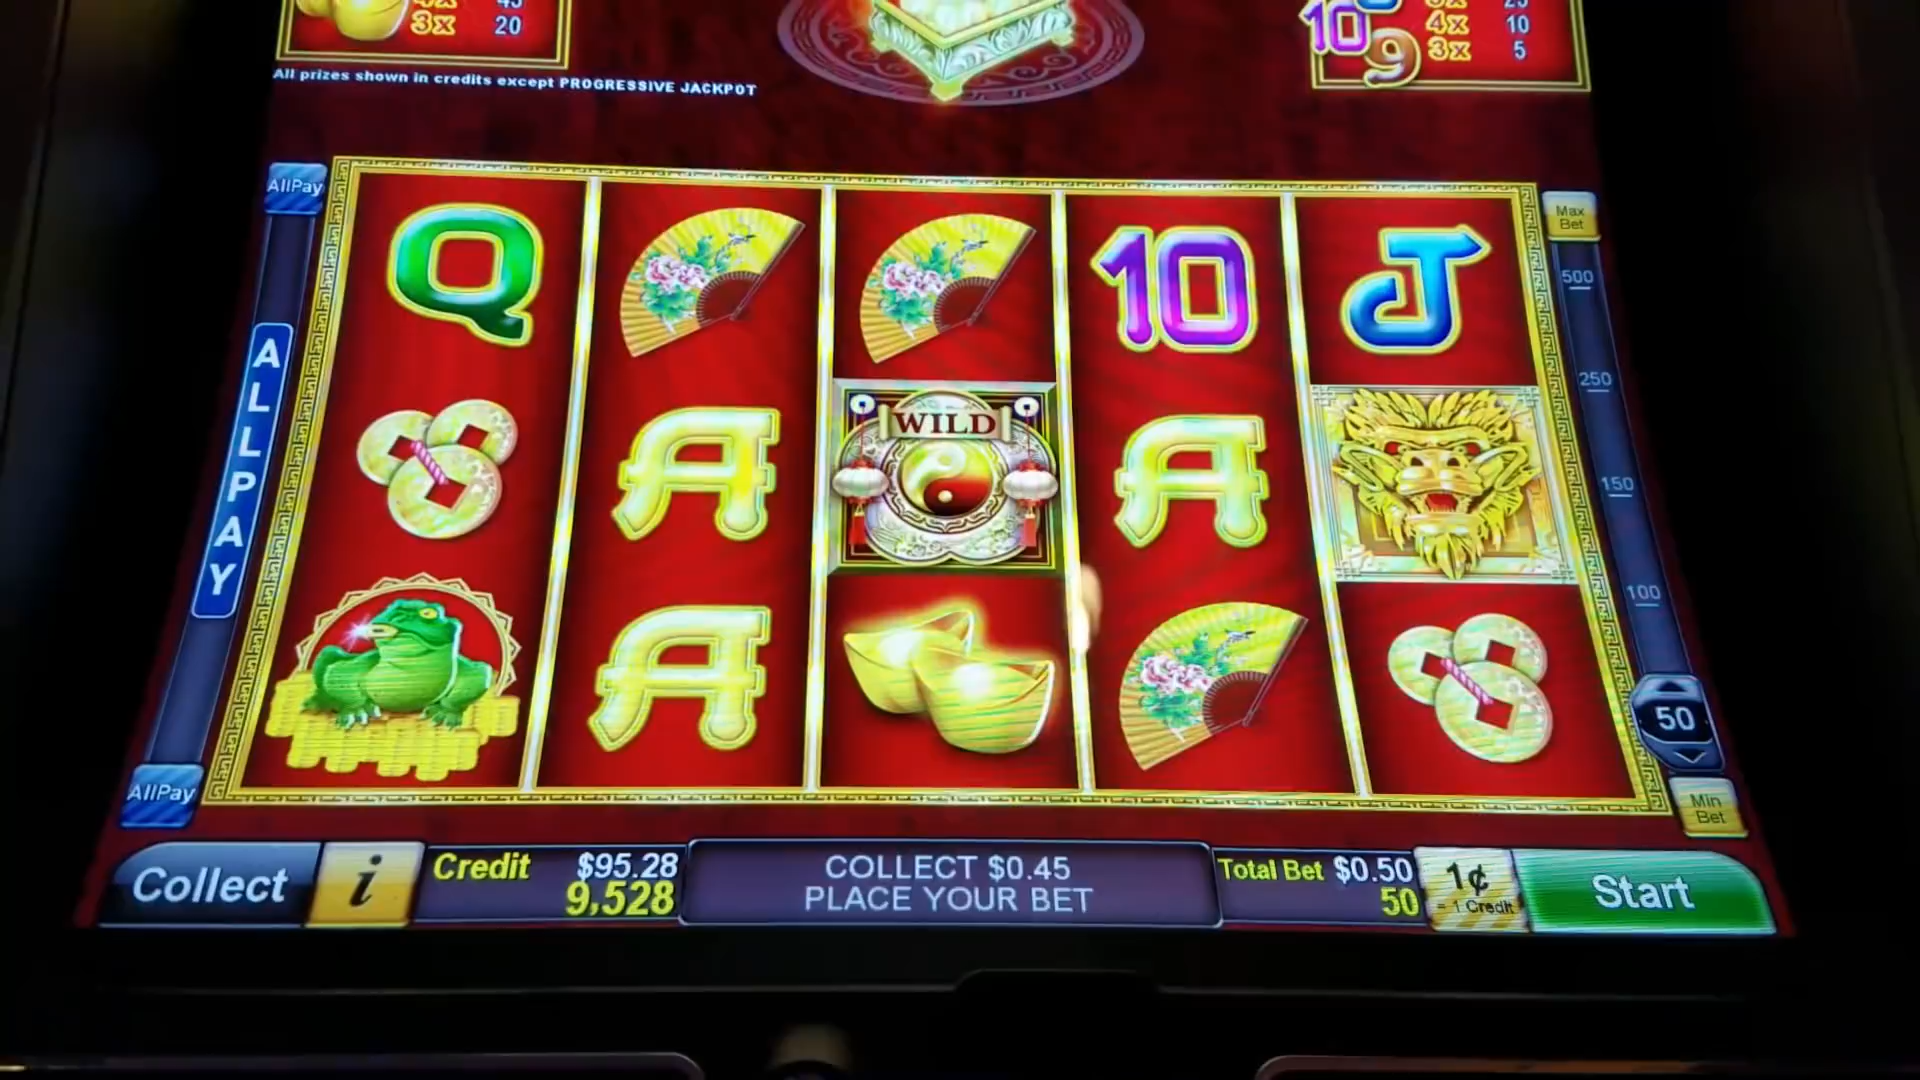 3x 20
10
9
4x 10
3x 5
All prizes shown in credits except PROGRESSIVE JACKPOT
AllPay
Max
Bet
Q
10
J
500
ALLPAY
250
WILD
A
A
150
100
A
50
AllPay
Min
Bet
Collect
i
Credit $95.28
9,528
COLLECT $0.45
PLACE YOUR BET
Total Bet $0.50
50
1¢
= 1 Credit
Start